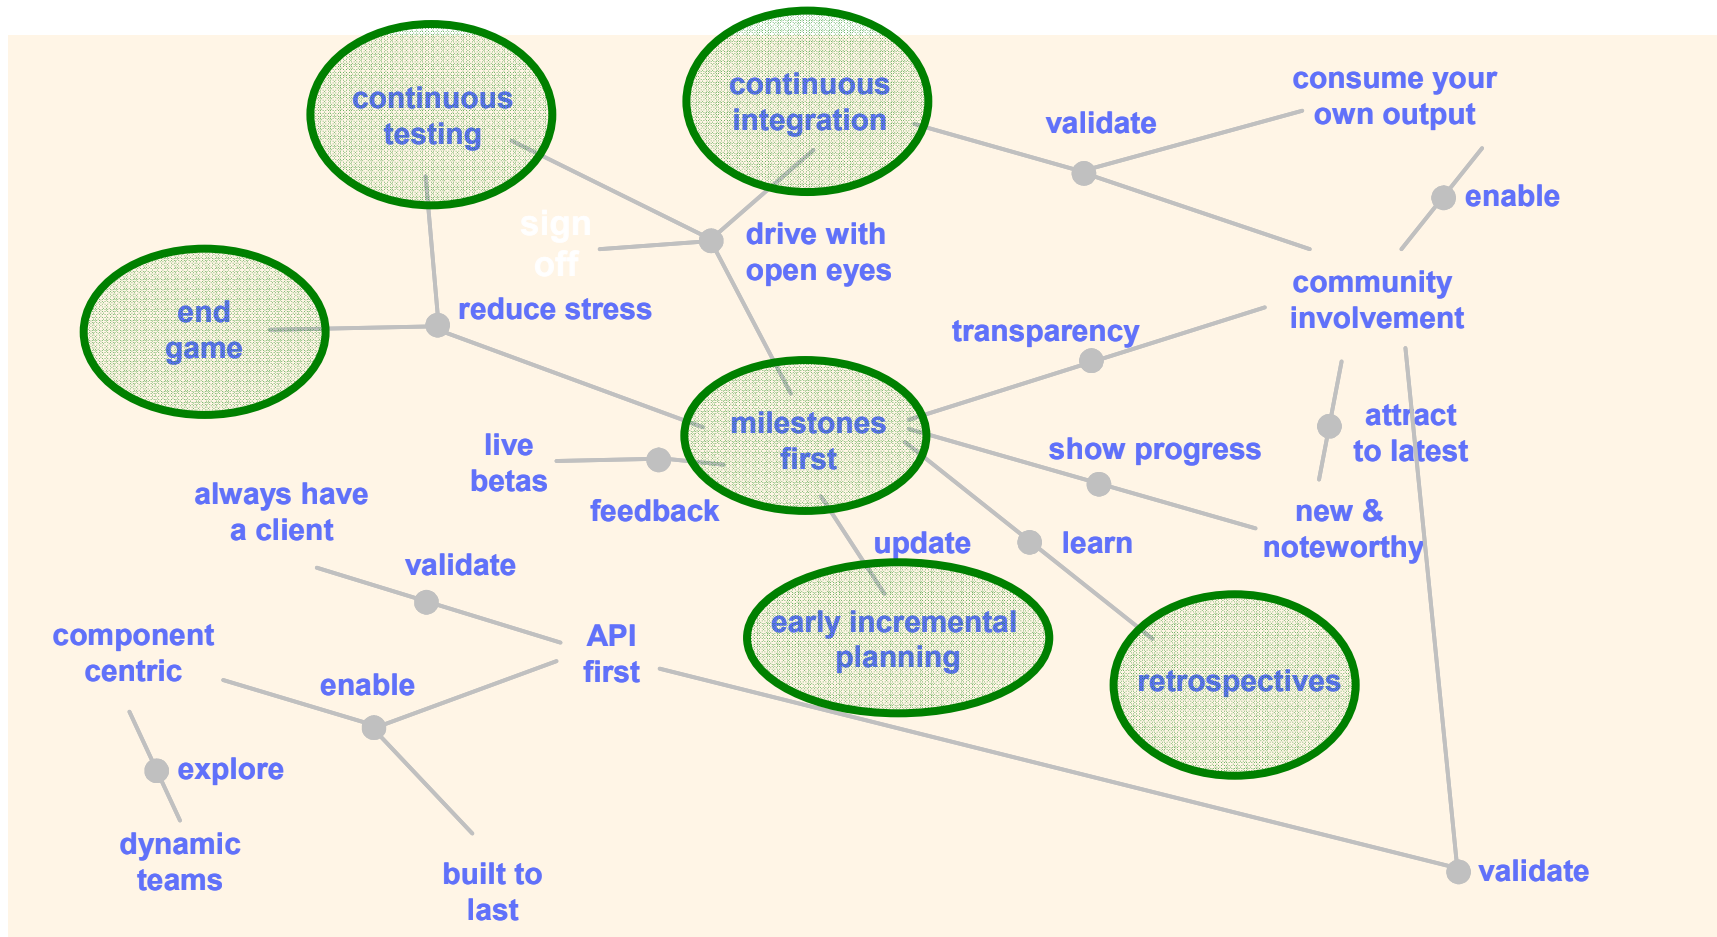 continuous
testing
continuous
integration
validate
consume your
own output
enable
sign
off
drive with
open eyes
reduce stress
end
game
community
involvement
transparency
milestones
first
attract
to latest
show progress
live
betas
feedback
new &
noteworthy
always have
a client
validate
update
learn
early incremental
planning
component
centric
API
first
enable
retrospectives
explore
dynamic
teams
built to
last
validate